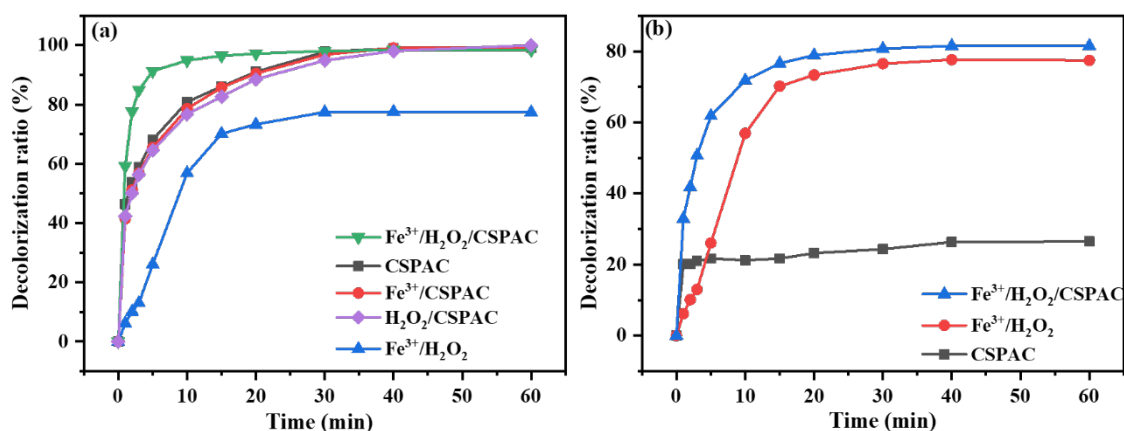 (a)
Decolorization ratio (%)
100
80
60
40
20
0
Fe³⁺/H₂O₂/CSPAC
CSPAC
Fe³⁺/CSPAC
H₂O₂/CSPAC
Fe³⁺/H₂O₂
0 10 20 30 40 50 60
Time (min)
(b)
Decolorization ratio (%)
80
60
40
20
0
Fe³⁺/H₂O₂/CSPAC
Fe³⁺/H₂O₂
CSPAC
0 10 20 30 40 50 60
Time (min)